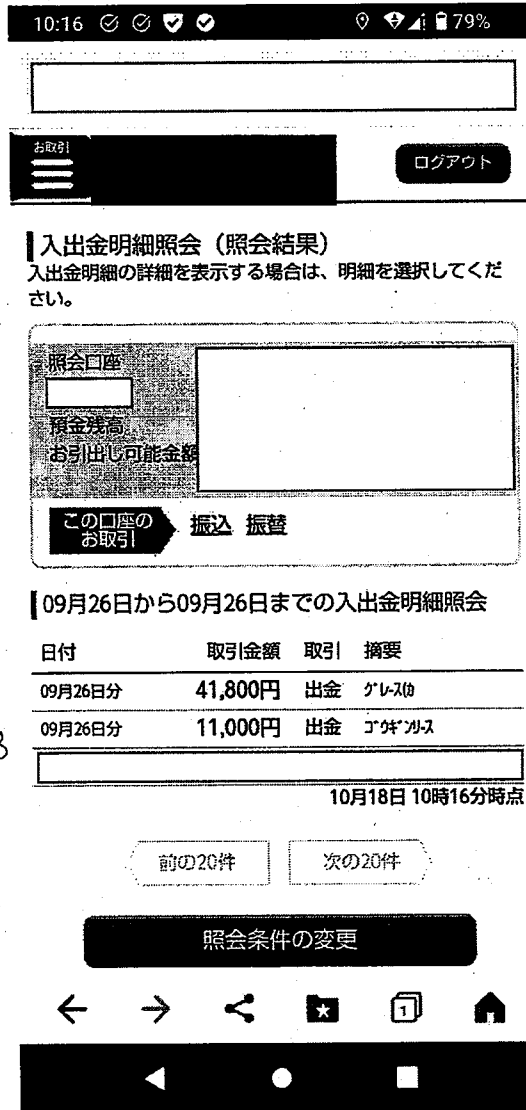 10:16 79%
お取引
ログアウト
入出金明細照会（照会結果）
入出金明細の詳細を表示する場合は、明細を選択してくだ
さい。
照会口座
預金残高
お引出し可能金額
この口座の
お取引
振込 振替
09月26日から09月26日までの入出金明細照会
日付 取引金額 取引 摘要
09月26日分 41,800円 出金 グレース(カ
09月26日分 11,000円 出金 ゴウギンリース
10月18日 10時16分時点
前の20件 次の20件
照会条件の変更
1